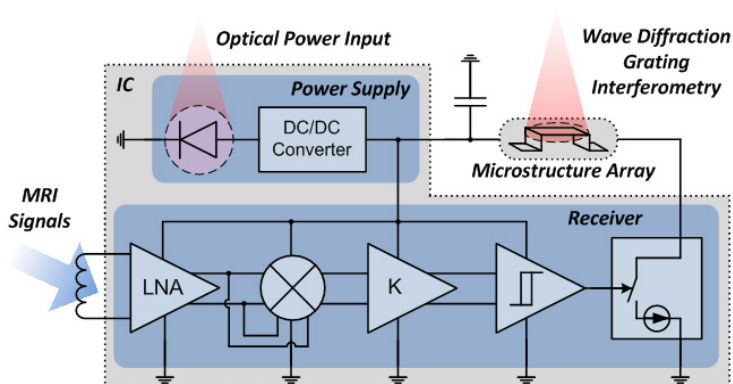 Optical Power Input
Wave Diffraction
Grating
Interferometry
IC
Power Supply
DC/DC
Converter
Microstructure Array
MRI
Signals
Receiver
LNA
K